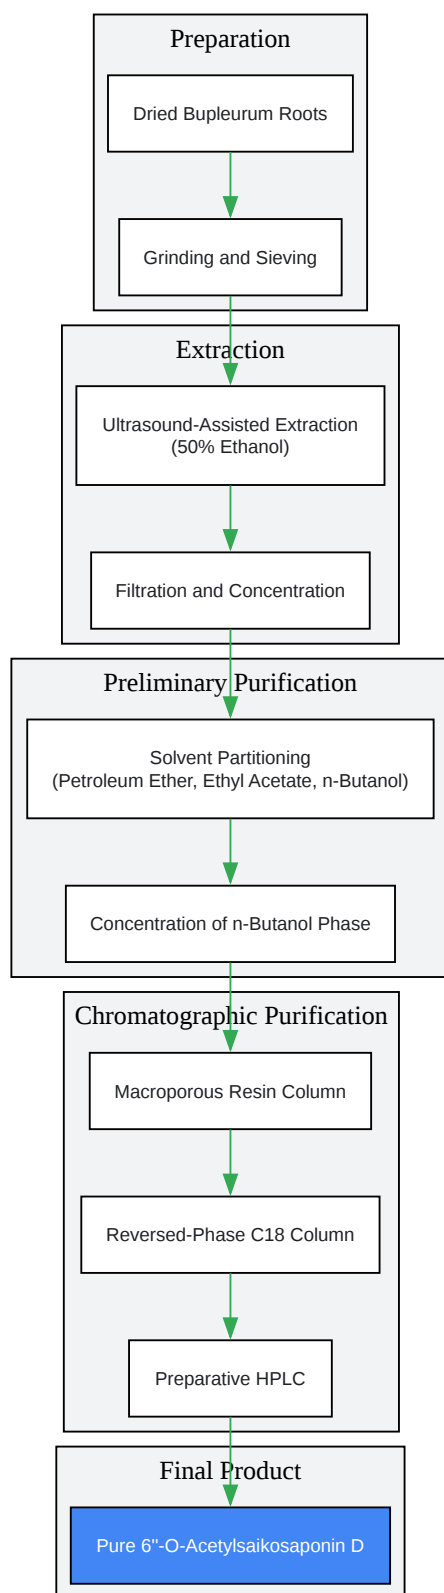 Preparation
Dried Bupleurum Roots
Grinding and Sieving
Extraction
Ultrasound-Assisted Extraction
(50% Ethanol)
Filtration and Concentration
Preliminary Purification
Solvent Partitioning
(Petroleum Ether, Ethyl Acetate, n-Butanol)
Concentration of n-Butanol Phase
Chromatographic Purification
Macroporous Resin Column
Reversed-Phase C18 Column
Preparative HPLC
Final Product
Pure 6''-O-Acetylsaikosaponin D